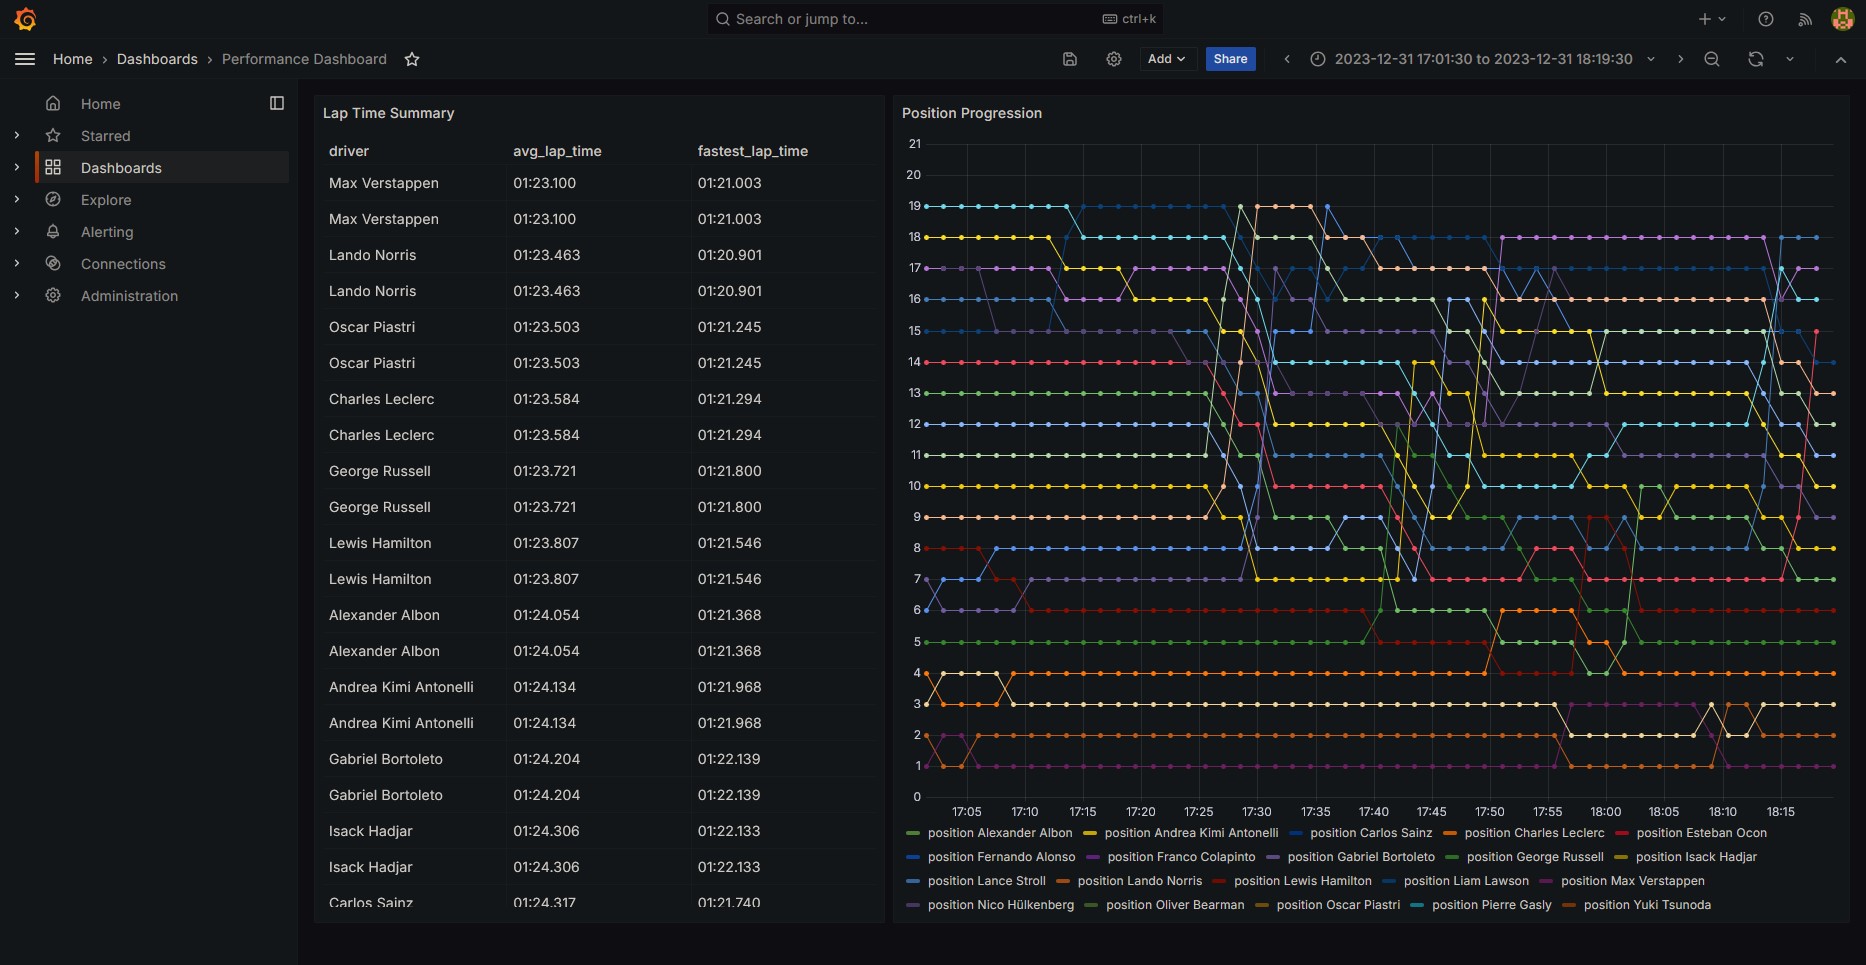 Search or jump to... ctrl+k
Home › Dashboards › Performance Dashboard Add Share 2023-12-31 17:01:30 to 2023-12-31 18:19:30
Home
Starred
Dashboards
Explore
Alerting
Connections
Administration
Lap Time Summary
driver avg_lap_time fastest_lap_time
Max Verstappen 01:23.100 01:21.003
Max Verstappen 01:23.100 01:21.003
Lando Norris 01:23.463 01:20.901
Lando Norris 01:23.463 01:20.901
Oscar Piastri 01:23.503 01:21.245
Oscar Piastri 01:23.503 01:21.245
Charles Leclerc 01:23.584 01:21.294
Charles Leclerc 01:23.584 01:21.294
George Russell 01:23.721 01:21.800
George Russell 01:23.721 01:21.800
Lewis Hamilton 01:23.807 01:21.546
Lewis Hamilton 01:23.807 01:21.546
Alexander Albon 01:24.054 01:21.368
Alexander Albon 01:24.054 01:21.368
Andrea Kimi Antonelli 01:24.134 01:21.968
Andrea Kimi Antonelli 01:24.134 01:21.968
Gabriel Bortoleto 01:24.204 01:22.139
Gabriel Bortoleto 01:24.204 01:22.139
Isack Hadjar 01:24.306 01:22.133
Isack Hadjar 01:24.306 01:22.133
Carlos Sainz 01:24.317 01:21.740
Position Progression
21
20
19
18
17
16
15
14
13
12
11
10
9
8
7
6
5
4
3
2
1
0
17:05 17:10 17:15 17:20 17:25 17:30 17:35 17:40 17:45 17:50 17:55 18:00 18:05 18:10 18:15
position Alexander Albon position Andrea Kimi Antonelli position Carlos Sainz position Charles Leclerc position Esteban Ocon
position Fernando Alonso position Franco Colapinto position Gabriel Bortoleto position George Russell position Isack Hadjar
position Lance Stroll position Lando Norris position Lewis Hamilton position Liam Lawson position Max Verstappen
position Nico Hülkenberg position Oliver Bearman position Oscar Piastri position Pierre Gasly position Yuki Tsunoda